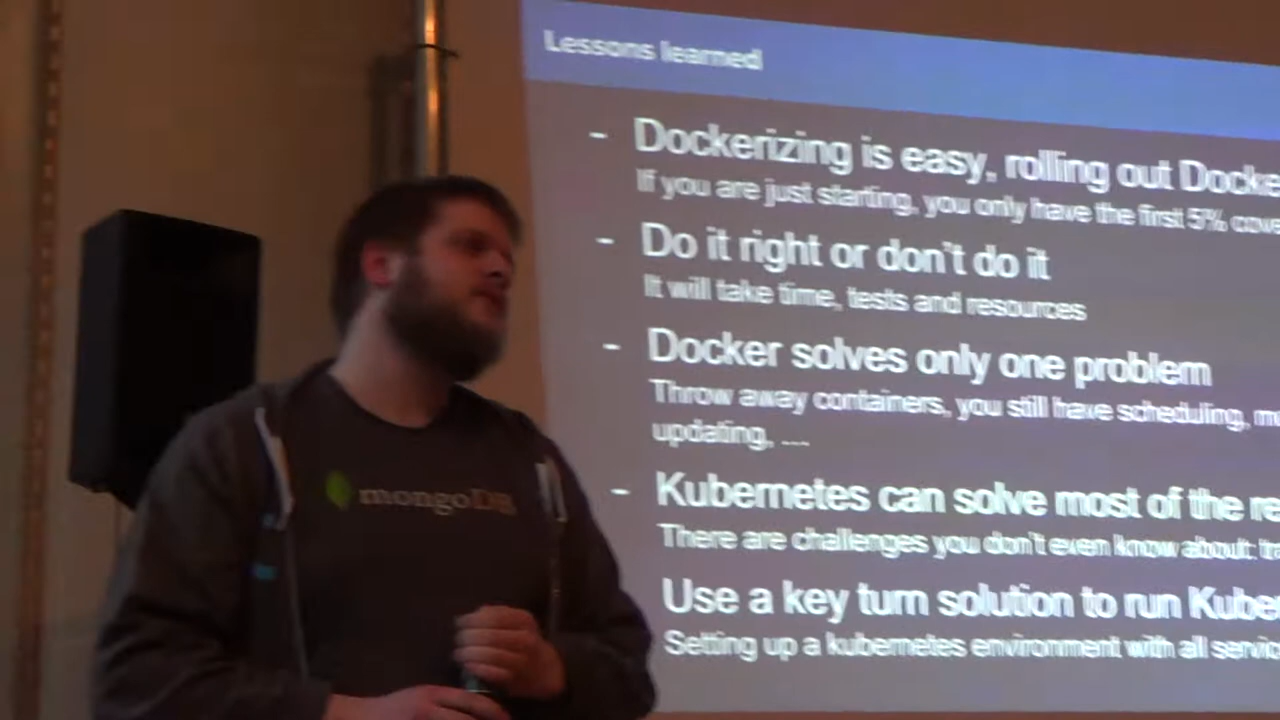 Lessons learned
- Dockerizing is easy, rolling out Docke
If you are just starting, you only have the first 5% cove
- Do it right or don't do it
It will take time, tests and resources
- Docker solves only one problem
Throw away containers, you still have scheduling,
updating, ...
- Kubernetes can solve most of the re
There are challenges you don't even know about:
Use a key turn solution to run Kube
Setting up a kubernetes environment with all servic
mongoDB